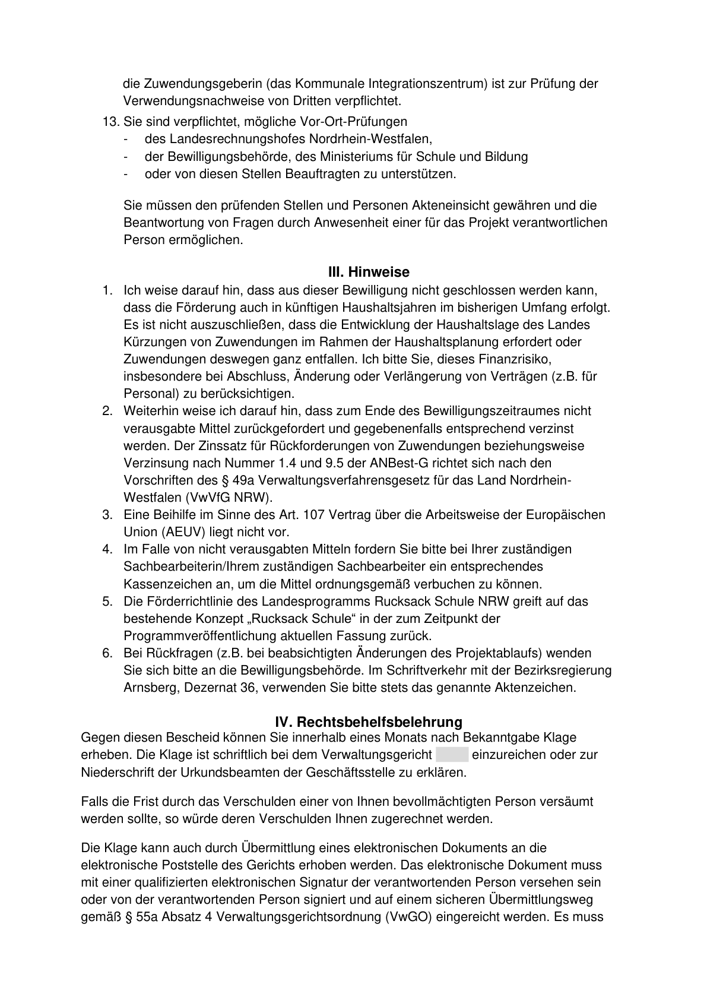 die Zuwendungsgeberin (das Kommunale Integrationszentrum) ist zur Prüfung der
Verwendungsnachweise von Dritten verpflichtet.
13. Sie sind verpflichtet, mögliche Vor-Ort-Prüfungen
- des Landesrechnungshofes Nordrhein-Westfalen,
- der Bewilligungsbehörde, des Ministeriums für Schule und Bildung
- oder von diesen Stellen Beauftragten zu unterstützen.
Sie müssen den prüfenden Stellen und Personen Akteneinsicht gewähren und die
Beantwortung von Fragen durch Anwesenheit einer für das Projekt verantwortlichen
Person ermöglichen.
III. Hinweise
1. Ich weise darauf hin, dass aus dieser Bewilligung nicht geschlossen werden kann,
dass die Förderung auch in künftigen Haushaltsjahren im bisherigen Umfang erfolgt.
Es ist nicht auszuschließen, dass die Entwicklung der Haushaltslage des Landes
Kürzungen von Zuwendungen im Rahmen der Haushaltsplanung erfordert oder
Zuwendungen deswegen ganz entfallen. Ich bitte Sie, dieses Finanzrisiko,
insbesondere bei Abschluss, Änderung oder Verlängerung von Verträgen (z.B. für
Personal) zu berücksichtigen.
2. Weiterhin weise ich darauf hin, dass zum Ende des Bewilligungszeitraumes nicht
verausgabte Mittel zurückgefordert und gegebenenfalls entsprechend verzinst
werden. Der Zinssatz für Rückforderungen von Zuwendungen beziehungsweise
Verzinsung nach Nummer 1.4 und 9.5 der ANBest-G richtet sich nach den
Vorschriften des § 49a Verwaltungsverfahrensgesetz für das Land Nordrhein-
Westfalen (VwVfG NRW).
3. Eine Beihilfe im Sinne des Art. 107 Vertrag über die Arbeitsweise der Europäischen
Union (AEUV) liegt nicht vor.
4. Im Falle von nicht verausgabten Mitteln fordern Sie bitte bei Ihrer zuständigen
Sachbearbeiterin/Ihrem zuständigen Sachbearbeiter ein entsprechendes
Kassenzeichen an, um die Mittel ordnungsgemäß verbuchen zu können.
5. Die Förderrichtlinie des Landesprogramms Rucksack Schule NRW greift auf das
bestehende Konzept „Rucksack Schule“ in der zum Zeitpunkt der
Programmveröffentlichung aktuellen Fassung zurück.
6. Bei Rückfragen (z.B. bei beabsichtigten Änderungen des Projektablaufs) wenden
Sie sich bitte an die Bewilligungsbehörde. Im Schriftverkehr mit der Bezirksregierung
Arnsberg, Dezernat 36, verwenden Sie bitte stets das genannte Aktenzeichen.
IV. Rechtsbehelfsbelehrung
Gegen diesen Bescheid können Sie innerhalb eines Monats nach Bekanntgabe Klage
erheben. Die Klage ist schriftlich bei dem Verwaltungsgericht einzureichen oder zur
Niederschrift der Urkundsbeamten der Geschäftsstelle zu erklären.
Falls die Frist durch das Verschulden einer von Ihnen bevollmächtigten Person versäumt
werden sollte, so würde deren Verschulden Ihnen zugerechnet werden.
Die Klage kann auch durch Übermittlung eines elektronischen Dokuments an die
elektronische Poststelle des Gerichts erhoben werden. Das elektronische Dokument muss
mit einer qualifizierten elektronischen Signatur der verantwortenden Person versehen sein
oder von der verantwortenden Person signiert und auf einem sicheren Übermittlungsweg
gemäß § 55a Absatz 4 Verwaltungsgerichtsordnung (VwGO) eingereicht werden. Es muss